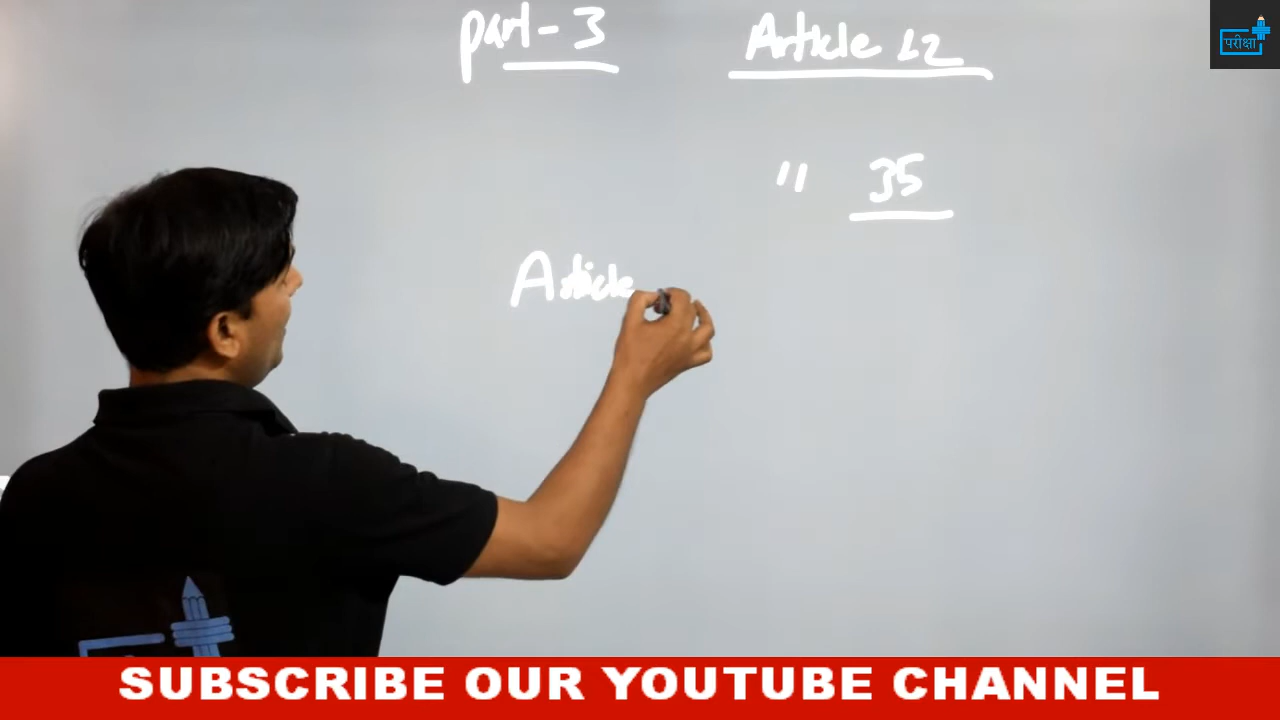 part - 3 Article 12
" 35
Article
परीक्षा
SUBSCRIBE OUR YOUTUBE CHANNEL